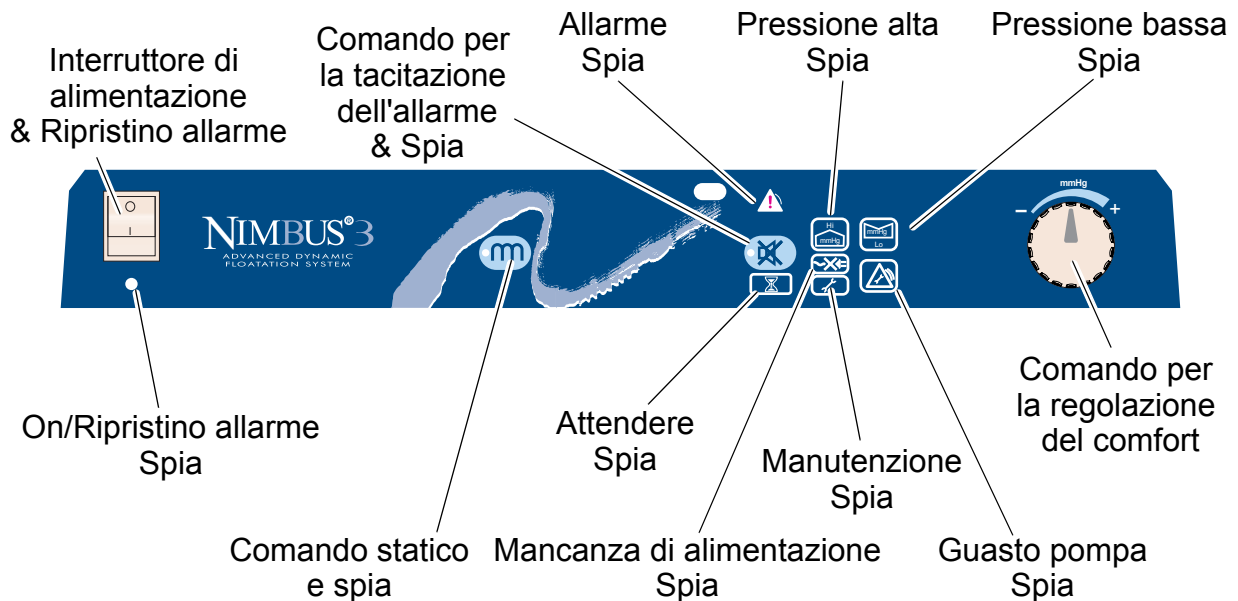 Interruttore di
alimentazione
& Ripristino allarme
Comando per
la tacitazione
dell'allarme
& Spia
Allarme
Spia
Pressione alta
Spia
Pressione bassa
Spia
O
I
NIMBUS® 3
ADVANCED DYNAMIC
FLOATATION SYSTEM
!
Hi
mmHg
mmHg
Lo
mmHg
− +
On/Ripristino allarme
Spia
Comando statico
e spia
Attendere
Spia
Mancanza di alimentazione
Spia
Manutenzione
Spia
Guasto pompa
Spia
Comando per
la regolazione
del comfort